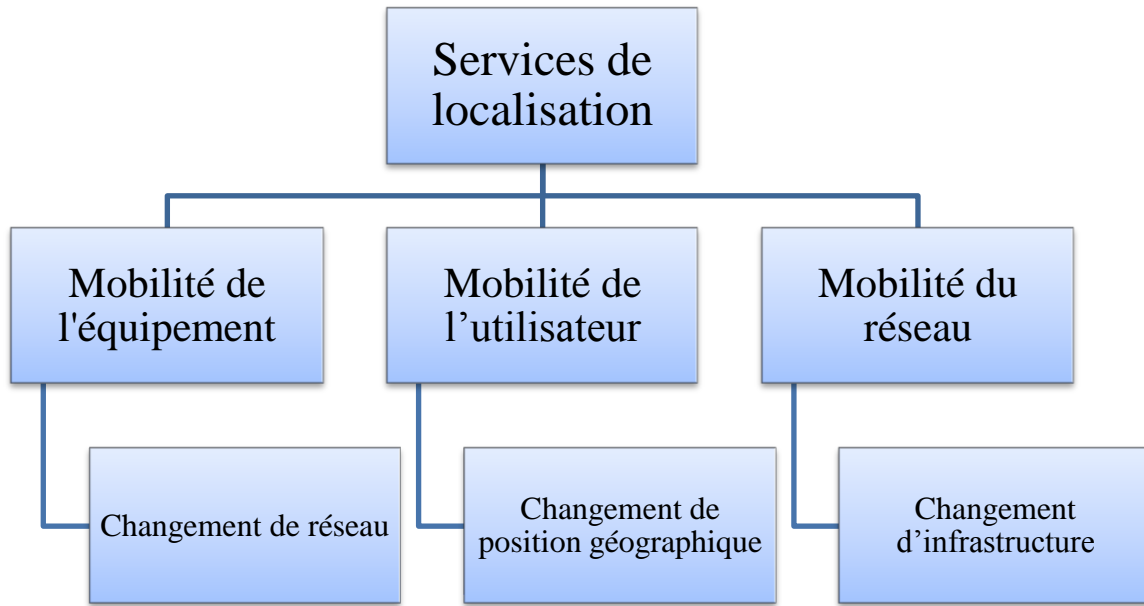 Services de
localisation
Mobilité de
l'équipement
Mobilité de
l’utilisateur
Mobilité du
réseau
Changement de réseau
Changement de
position géographique
Changement
d’infrastructure